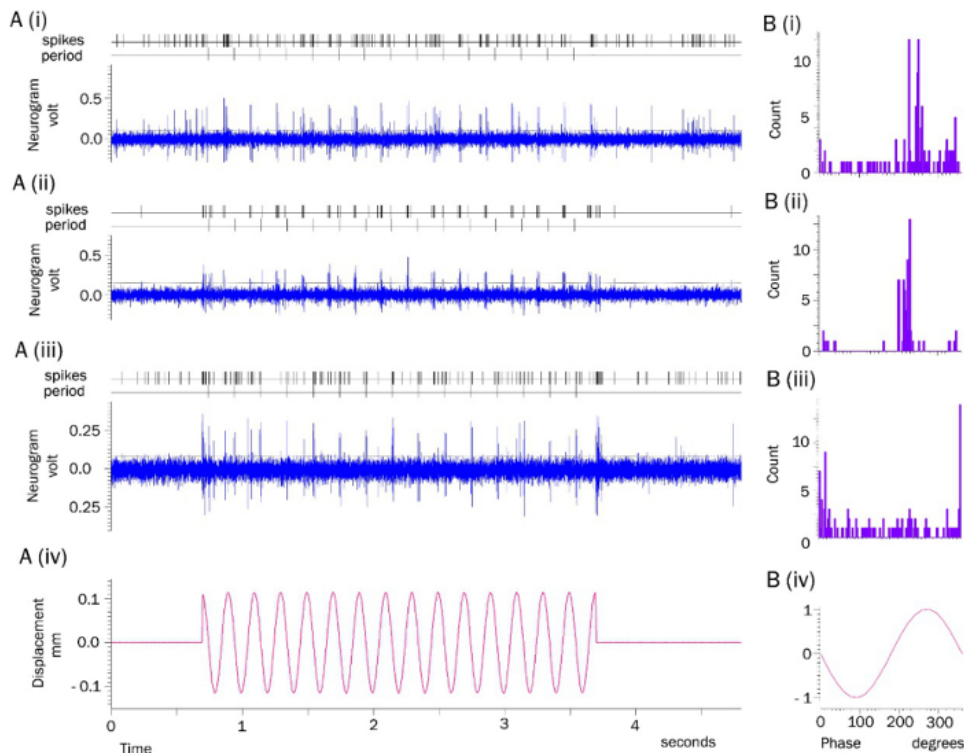 A (i)
spikes
period
Neurogram
volt
0.5
0.0
B (i)
Count
10
5
0
A (ii)
spikes
period
Neurogram
volt
0.5
0.0
B (ii)
Count
10
5
0
A (iii)
spikes
period
Neurogram
volt
0.25
0.0
0.25
B (iii)
Count
10
5
0
A (iv)
Displacement
mm
0.1
0.0
- 0.1
0 1 2 3 4
Time seconds
B (iv)
1
0
-1
0 200 300
Phase degrees